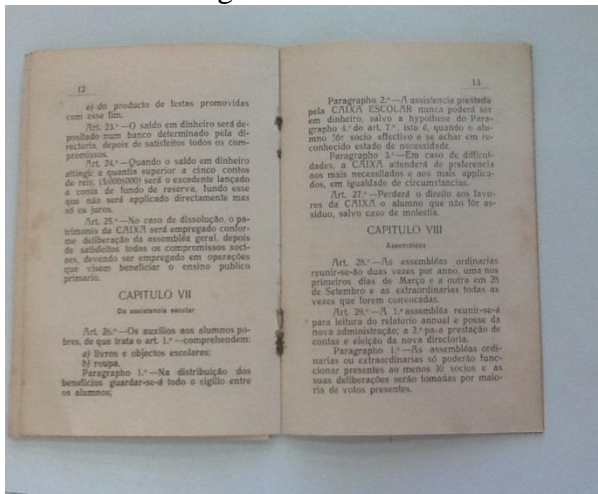 12
e) do producto de festas promovidas
com esse fim.
Art. 23.º—O saldo em dinheiro será de-
positado num banco determinado pela di-
rectoria, depois de satisfeitos todos os com-
promissos.
Art. 24.º—Quando o saldo em dinheiro
attingir a quantia superior a cinco contos
de reis, (5:000$000) será o excedente lançado
a conta de fundo de reserva, fundo esse
que não será applicado directamente mas
só os juros.
Art. 25.º—No caso de dissolução, o pa-
trimonio da CAIXA será empregado confor-
me deliberação da assembléa geral, depois
de satisfeitos todos os compromissos soci-
aes, devendo ser empregado em operações
que visem beneficiar o ensino publico
primario.
CAPITULO VII
Da assistencia escolar
Art. 26.º—Os auxilios aos alumnos po-
bres, de que trata o art. 1.º—comprehendem:
a) livros e objectos escolares;
b) roupa.
Paragrapho 1.º—Na distribuição dos
beneficios guardar-se-á todo o sigillo entre
os alumnos;
13
Paragrapho 2.º—A assistencia prestada
pela CAIXA ESCOLAR nunca poderá ser
em dinheiro, salvo a hypothese do Para-
grapho 4.º do art. 7.º, isto é, quando o alu-
mno fôr socio effectivo e se achar em re-
conhecido estado de necessidade.
Paragrapho 3.º—Em caso de difficul-
dades, a CAIXA attenderá de preferencia
aos mais necessitados e aos mais applica-
dos, em igualdade de circumstancias.
Art. 27.º—Perderá o direito aos favo-
res da CAIXA o alumno que não fôr as-
siduo, salvo caso de molestia.
CAPITULO VIII
Assembléas
Art. 28.º—As assembléas ordinarias
reunir-se-ão duas vezes por anno, uma nos
primeiros dias de Março e a outra em 28
de Setembro e as extraordinarias todas as
vezes que forem convocadas.
Art. 29.º—A 1.ª assembléa reunir-se-á
para leitura do relatorio annual e posse da
nova administração; a 2.ª para prestação de
contas e eleição da nova directoria.
Paragrapho 1.º—As assembléas ordi-
narias ou extraordinarias só poderão func-
cionar presentes ao menos 30 socios e as
suas deliberações serão tomadas por maio-
ria de votos presentes.